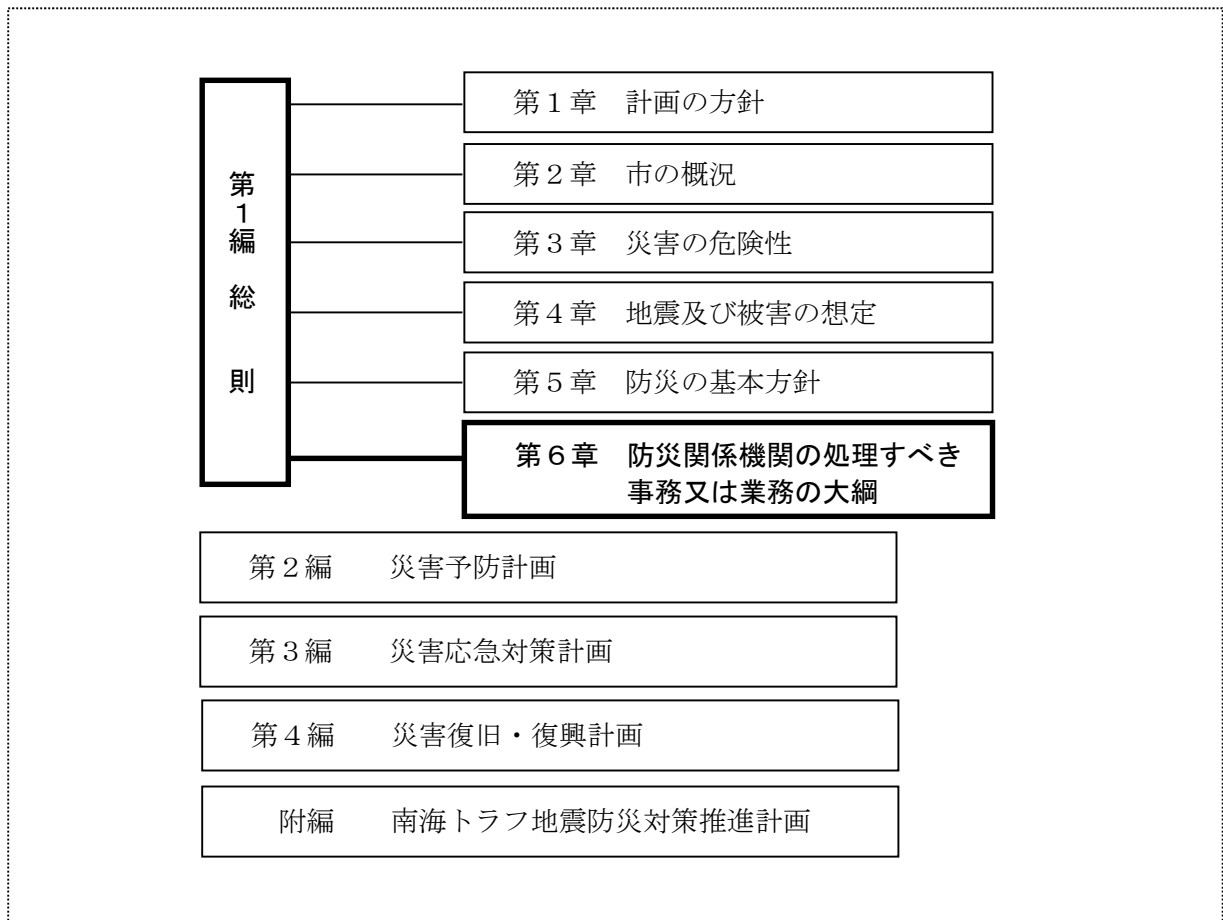 第１編 総則
第１章　計画の方針
第２章　市の概況
第３章　災害の危険性
第４章　地震及び被害の想定
第５章　防災の基本方針
第６章　防災関係機関の処理すべき
事務又は業務の大綱
第２編　災害予防計画
第３編　災害応急対策計画
第４編　災害復旧・復興計画
附編　南海トラフ地震防災対策推進計画